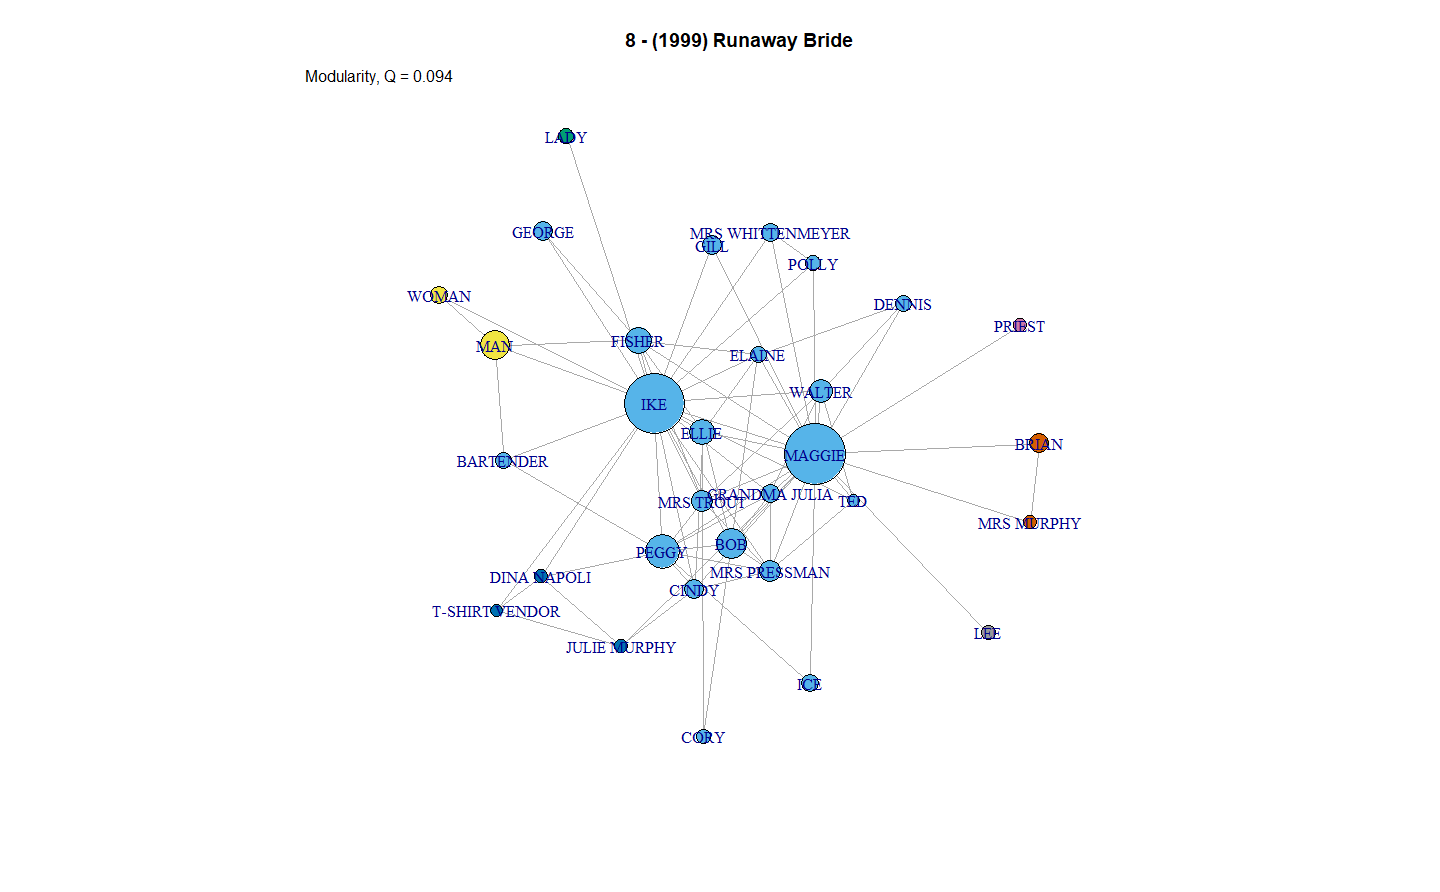 8 - (1999) Runaway Bride
Modularity, Q = 0.094
LADY
GEORGE
MRS WHITTENMEYER
GILL
POLLY
WOMAN
DENNIS
PRIEST
MAN
FISHER
ELAINE
WALTER
IKE
ELLIE
BRIAN
MAGGIE
BARTENDER
GRANDMA JULIA
MRS TROUT
TED
MRS MURPHY
BOB
PEGGY
MRS PRESSMAN
DINA NAPOLI
CINDY
T-SHIRT VENDOR
LEE
JULIE MURPHY
ICE
CORY